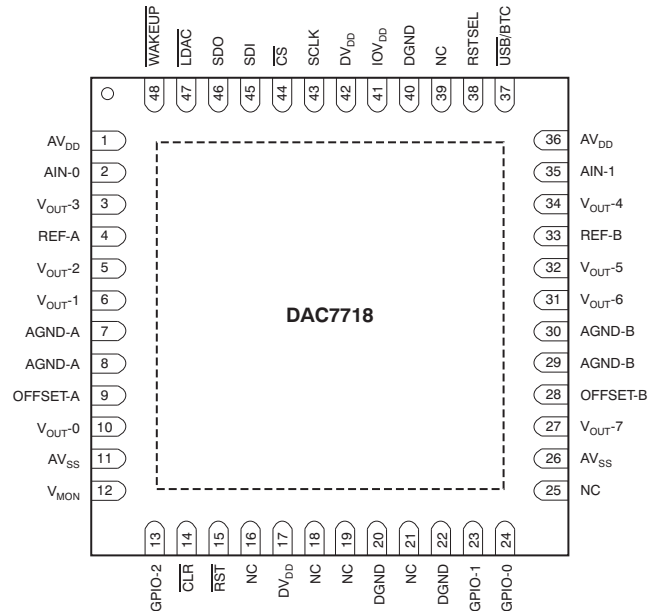 WAKEUP
LDAC
SDO
SDI
CS
SCLK
DVDD
IOVDD
DGND
NC
RSTSEL
USB/BTC
48
47
46
45
44
43
42
41
40
39
38
37
AVDD 1
AIN-0 2
VOUT-3 3
REF-A 4
VOUT-2 5
VOUT-1 6
AGND-A 7
AGND-A 8
OFFSET-A 9
VOUT-0 10
AVSS 11
VMON 12
DAC7718
36 AVDD
35 AIN-1
34 VOUT-4
33 REF-B
32 VOUT-5
31 VOUT-6
30 AGND-B
29 AGND-B
28 OFFSET-B
27 VOUT-7
26 AVSS
25 NC
13
14
15
16
17
18
19
20
21
22
23
24
GPIO-2
CLR
RST
NC
DVDD
NC
NC
DGND
NC
DGND
GPIO-1
GPIO-0